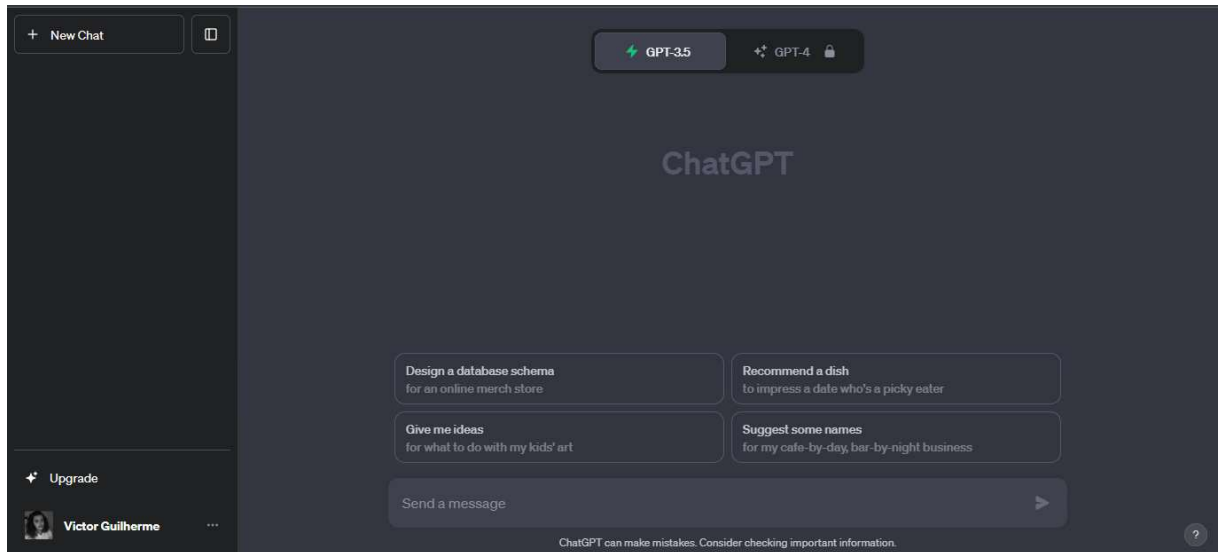 + New Chat
GPT-3.5
GPT-4
ChatGPT
Design a database schema
for an online merch store
Recommend a dish
to impress a date who's a picky eater
Give me ideas
for what to do with my kids' art
Suggest some names
for my cafe-by-day, bar-by-night business
Upgrade
Victor Guilherme ...
Send a message
ChatGPT can make mistakes. Consider checking important information.
?